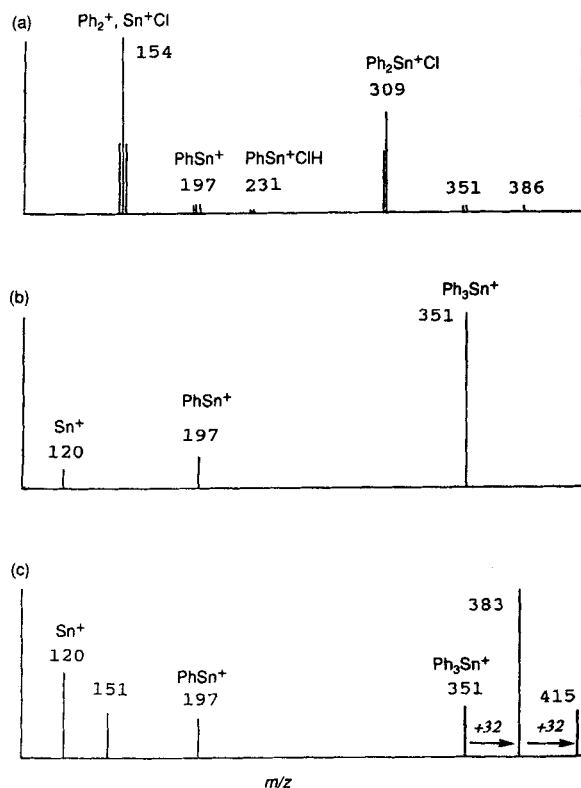 (a)
Ph₂⁺, Sn⁺Cl
154
Ph₂Sn⁺Cl
309
PhSn⁺
197
PhSn⁺ClH
231
351
386
(b)
Ph₃Sn⁺
351
PhSn⁺
197
Sn⁺
120
(c)
383
Sn⁺
120
151
PhSn⁺
197
Ph₃Sn⁺
351
415
+32
+32
m/z